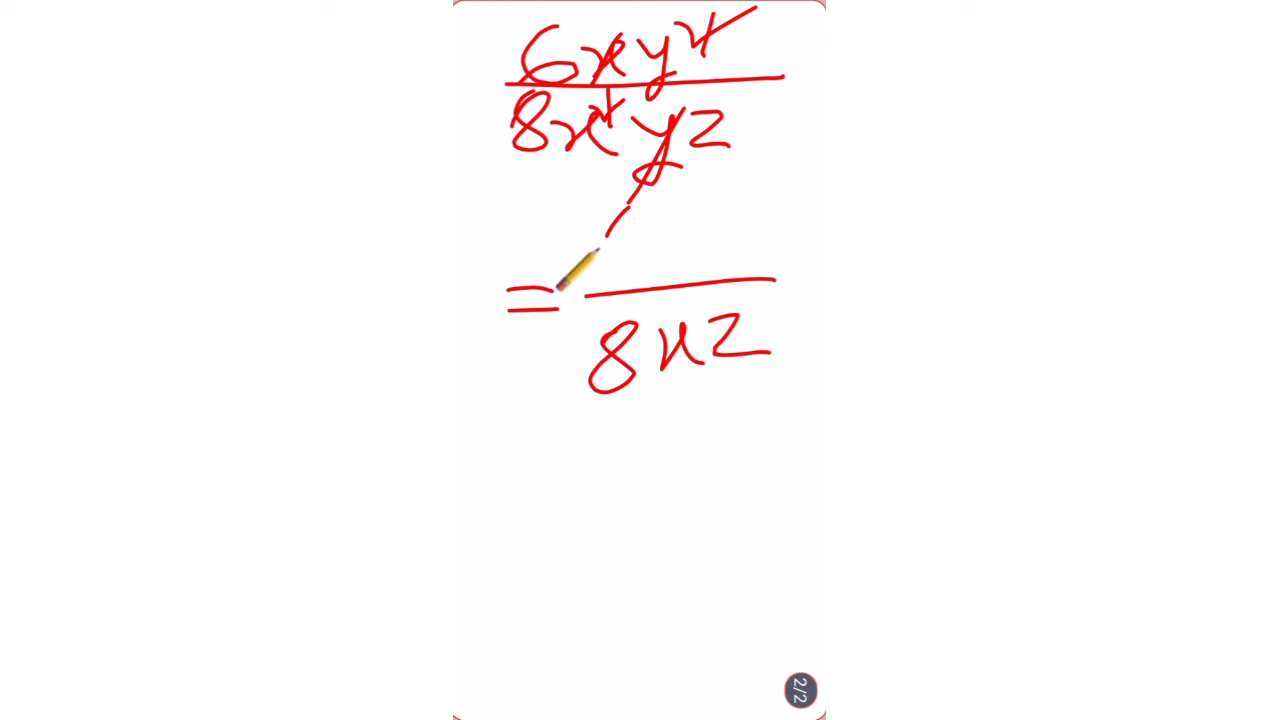 6xy²
8x²yz
=
8xz
2/2